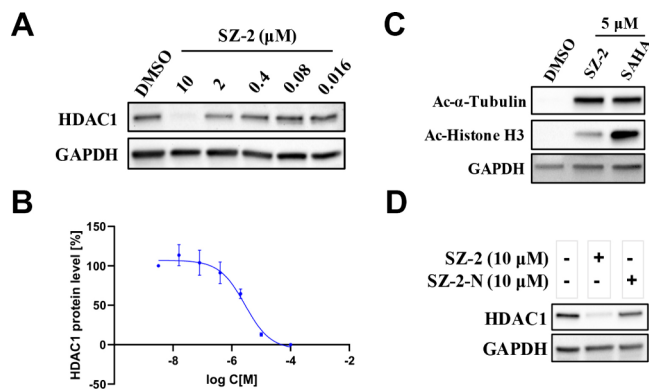 A
SZ-2 (μM)
DMSO
10
2
0.4
0.08
0.016
HDAC1
GAPDH
B
HDAC1 protein level [%]
150
100
50
0
-50
-8
-6
-4
-2
log C[M]
C
5 μM
DMSO
SZ-2
SAHA
Ac-α-Tubulin
Ac-Histone H3
GAPDH
D
SZ-2 (10 μM) - + -
SZ-2-N (10 μM) - - +
HDAC1
GAPDH